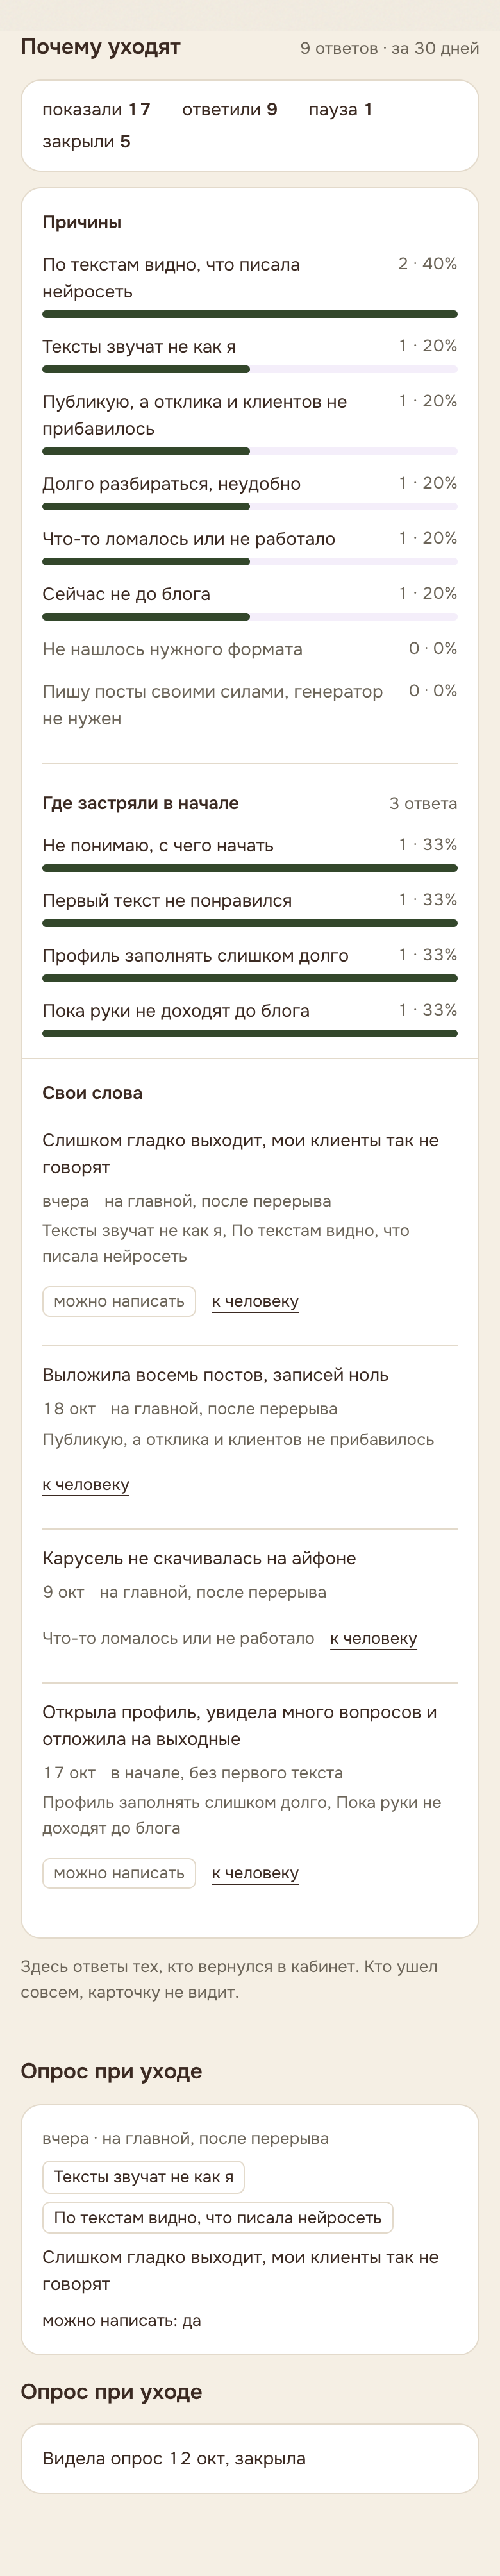 Почему уходят
9 ответов · за 30 дней
показали 17 ответили 9 пауза 1
закрыли 5
Причины
По текстам видно, что писала
нейросеть
2 · 40%
Тексты звучат не как я
1 · 20%
Публикую, а отклика и клиентов не
прибавилось
1 · 20%
Долго разбираться, неудобно
1 · 20%
Что-то ломалось или не работало
1 · 20%
Сейчас не до блога
1 · 20%
Не нашлось нужного формата
0 · 0%
Пишу посты своими силами, генератор
не нужен
0 · 0%
Где застряли в начале
3 ответа
Не понимаю, с чего начать
1 · 33%
Первый текст не понравился
1 · 33%
Профиль заполнять слишком долго
1 · 33%
Пока руки не доходят до блога
1 · 33%
Свои слова
Слишком гладко выходит, мои клиенты так не
говорят
вчера на главной, после перерыва
Тексты звучат не как я, По текстам видно, что
писала нейросеть
можно написать к человеку
Выложила восемь постов, записей ноль
18 окт на главной, после перерыва
Публикую, а отклика и клиентов не прибавилось
к человеку
Карусель не скачивалась на айфоне
9 окт на главной, после перерыва
Что-то ломалось или не работало к человеку
Открыла профиль, увидела много вопросов и
отложила на выходные
17 окт в начале, без первого текста
Профиль заполнять слишком долго, Пока руки не
доходят до блога
можно написать к человеку
Здесь ответы тех, кто вернулся в кабинет. Кто ушел
совсем, карточку не видит.
Опрос при уходе
вчера · на главной, после перерыва
Тексты звучат не как я
По текстам видно, что писала нейросеть
Слишком гладко выходит, мои клиенты так не
говорят
можно написать: да
Опрос при уходе
Видела опрос 12 окт, закрыла